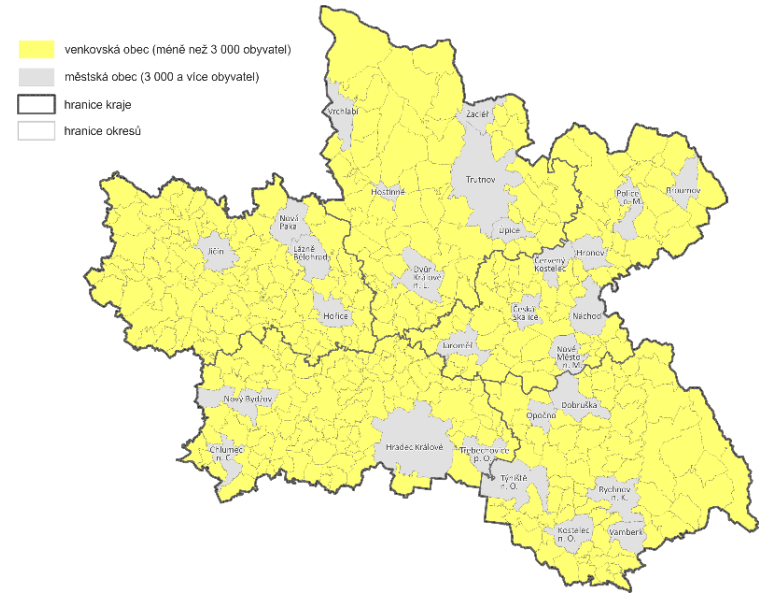 venkovská obec (méně než 3 000 obyvatel)
městská obec (3 000 a více obyvatel)
hranice kraje
hranice okresů
Vrchlabí
Žacléř
Trutnov
Hostinné
Úpice
Police
n. M.
Broumov
Nová
Paka
Jičín
Lázně
Bělohrad
Hořice
Dvůr
Králové
n. L.
Červený
Kostelec
Hronov
Česká
Skalice
Náchod
Jaroměř
Nové
Město
n. M.
Nový Bydžov
Chlumec
n. C.
Hradec Králové
Třebechovice
p. O.
Opočno
Dobruška
Týniště
n. O.
Rychnov
n. K.
Kostelec
n. O.
Vamberk